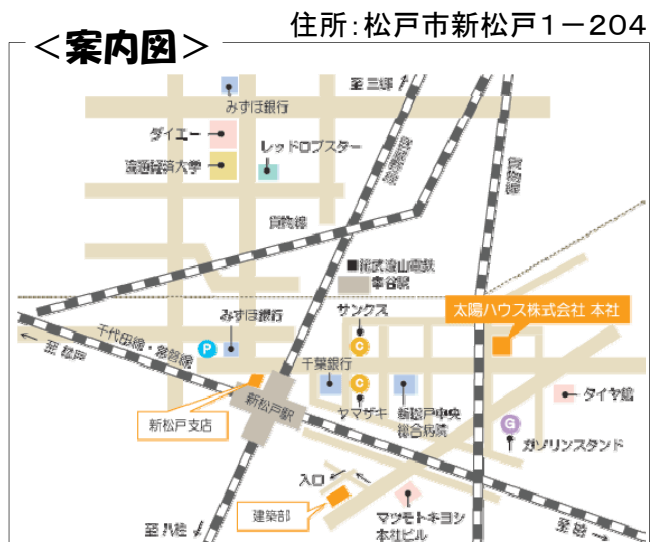 住所:松戸市新松戸1-204
＜案内図＞
至 三郷
みずほ銀行
ダイエー
流通経済大学
レッドロブスター
貨物線
貨物線
■総武流山電鉄
幸谷駅
みずほ銀行
サンクス
太陽ハウス株式会社 本社
千代田線・常磐線
至 松戸
P
C
千葉銀行
C
新松戸駅
ヤマザキ
新松戸中央
総合病院
タイヤ館
新松戸支店
G
ガソリンスタンド
入口
建築部
マツモトキヨシ
本社ビル
至 八柱
至 柏